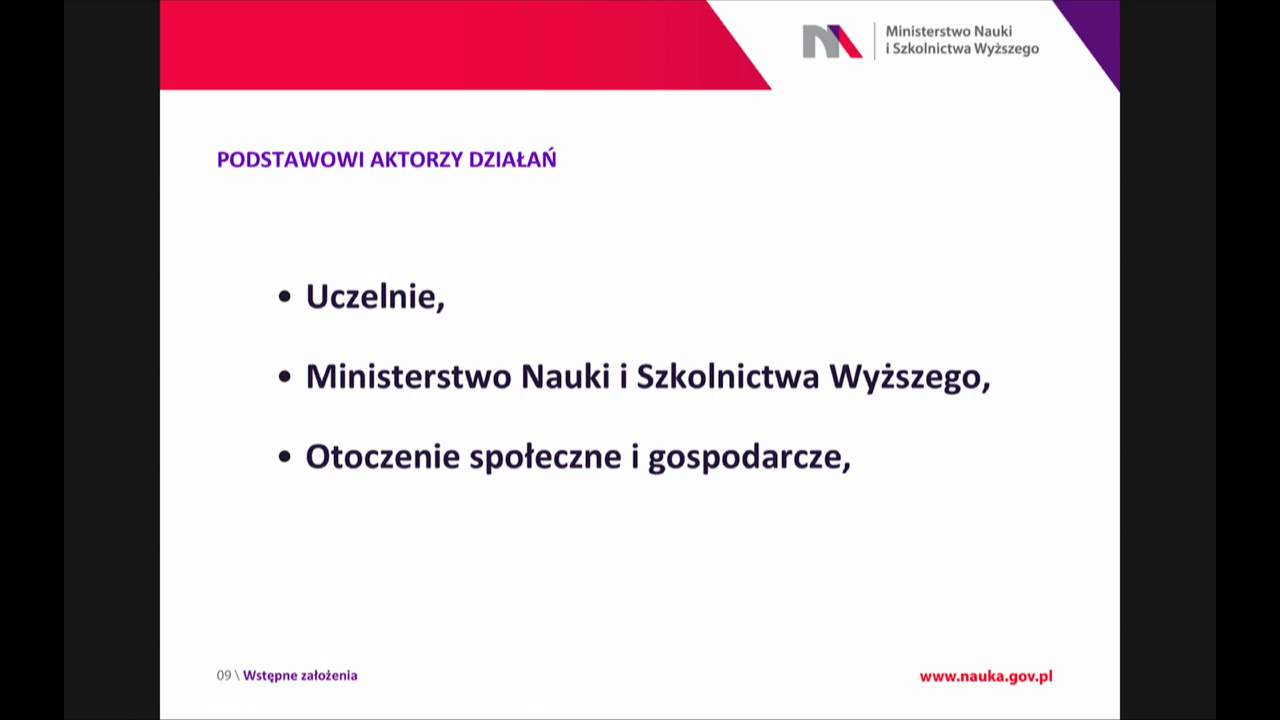 Ministerstwo Nauki
i Szkolnictwa Wyższego
PODSTAWOWI AKTORZY DZIAŁAŃ
• Uczelnie,
• Ministerstwo Nauki i Szkolnictwa Wyższego,
• Otoczenie społeczne i gospodarcze,
09 \ Wstępne założenia
www.nauka.gov.pl